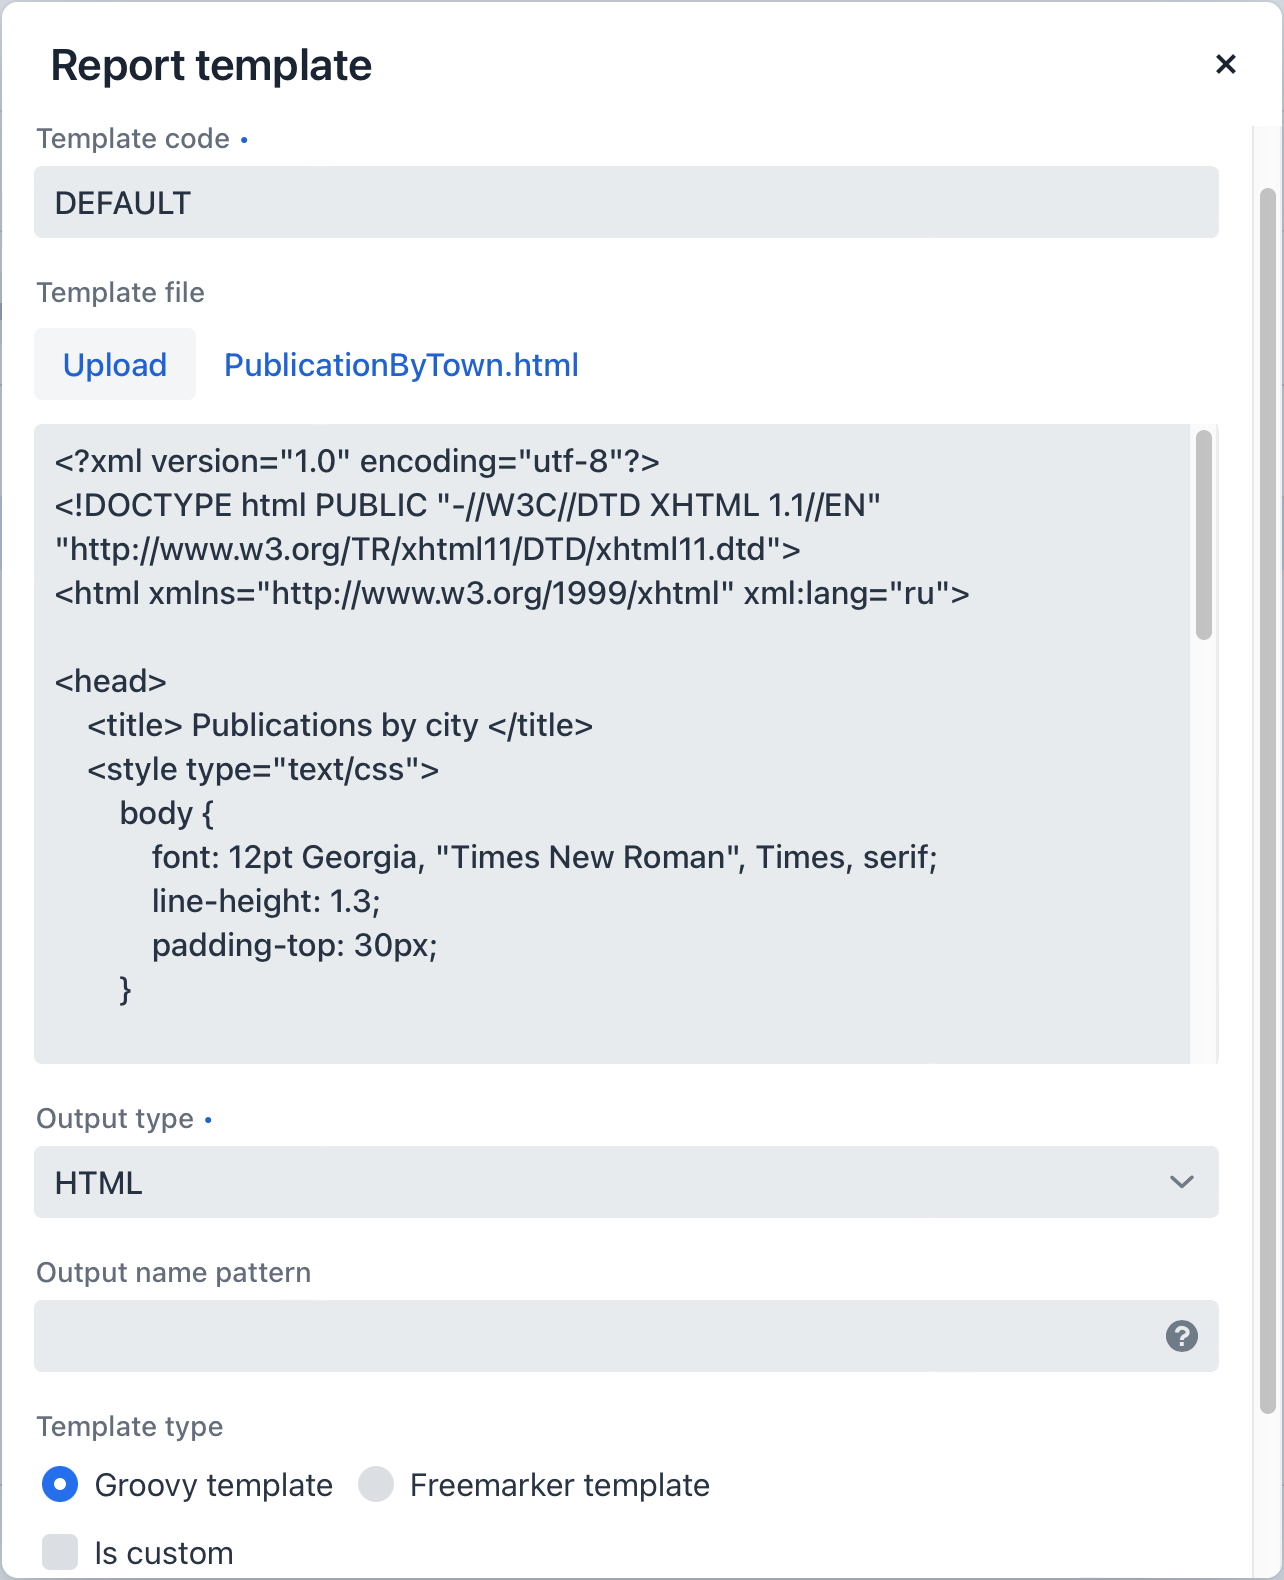 Report template
Template code •
DEFAULT
Template file
Upload PublicationByTown.html
<?xml version="1.0" encoding="utf-8"?>
<!DOCTYPE html PUBLIC "-//W3C//DTD XHTML 1.1//EN"
"http://www.w3.org/TR/xhtml11/DTD/xhtml11.dtd">
<html xmlns="http://www.w3.org/1999/xhtml" xml:lang="ru">
<head>
<title> Publications by city </title>
<style type="text/css">
body {
font: 12pt Georgia, "Times New Roman", Times, serif;
line-height: 1.3;
padding-top: 30px;
}
Output type •
HTML
Output name pattern
?
Template type
Groovy template Freemarker template
Is custom